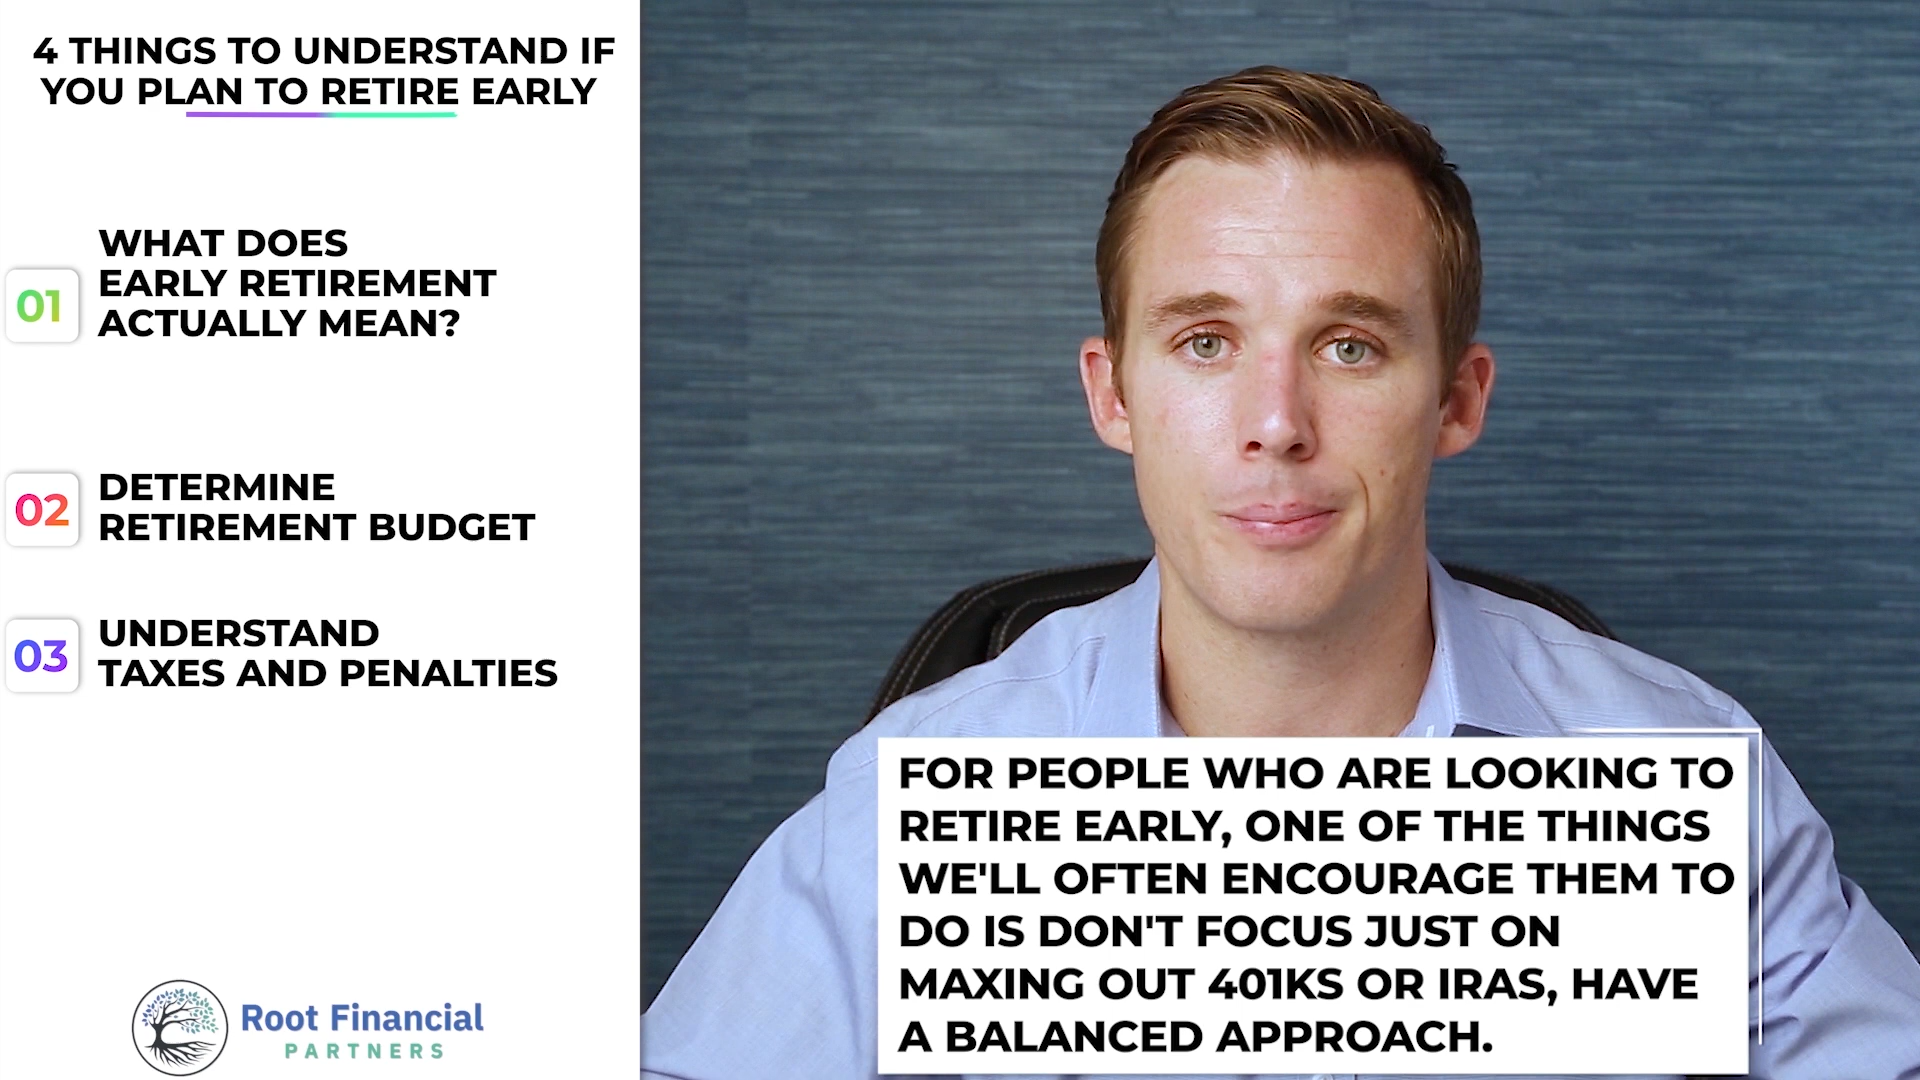 4 THINGS TO UNDERSTAND IF
YOU PLAN TO RETIRE EARLY
01
WHAT DOES
EARLY RETIREMENT
ACTUALLY MEAN?
02
DETERMINE
RETIREMENT BUDGET
03
UNDERSTAND
TAXES AND PENALTIES
Root Financial
PARTNERS
FOR PEOPLE WHO ARE LOOKING TO
RETIRE EARLY, ONE OF THE THINGS
WE'LL OFTEN ENCOURAGE THEM TO
DO IS DON'T FOCUS JUST ON
MAXING OUT 401KS OR IRAS, HAVE
A BALANCED APPROACH.